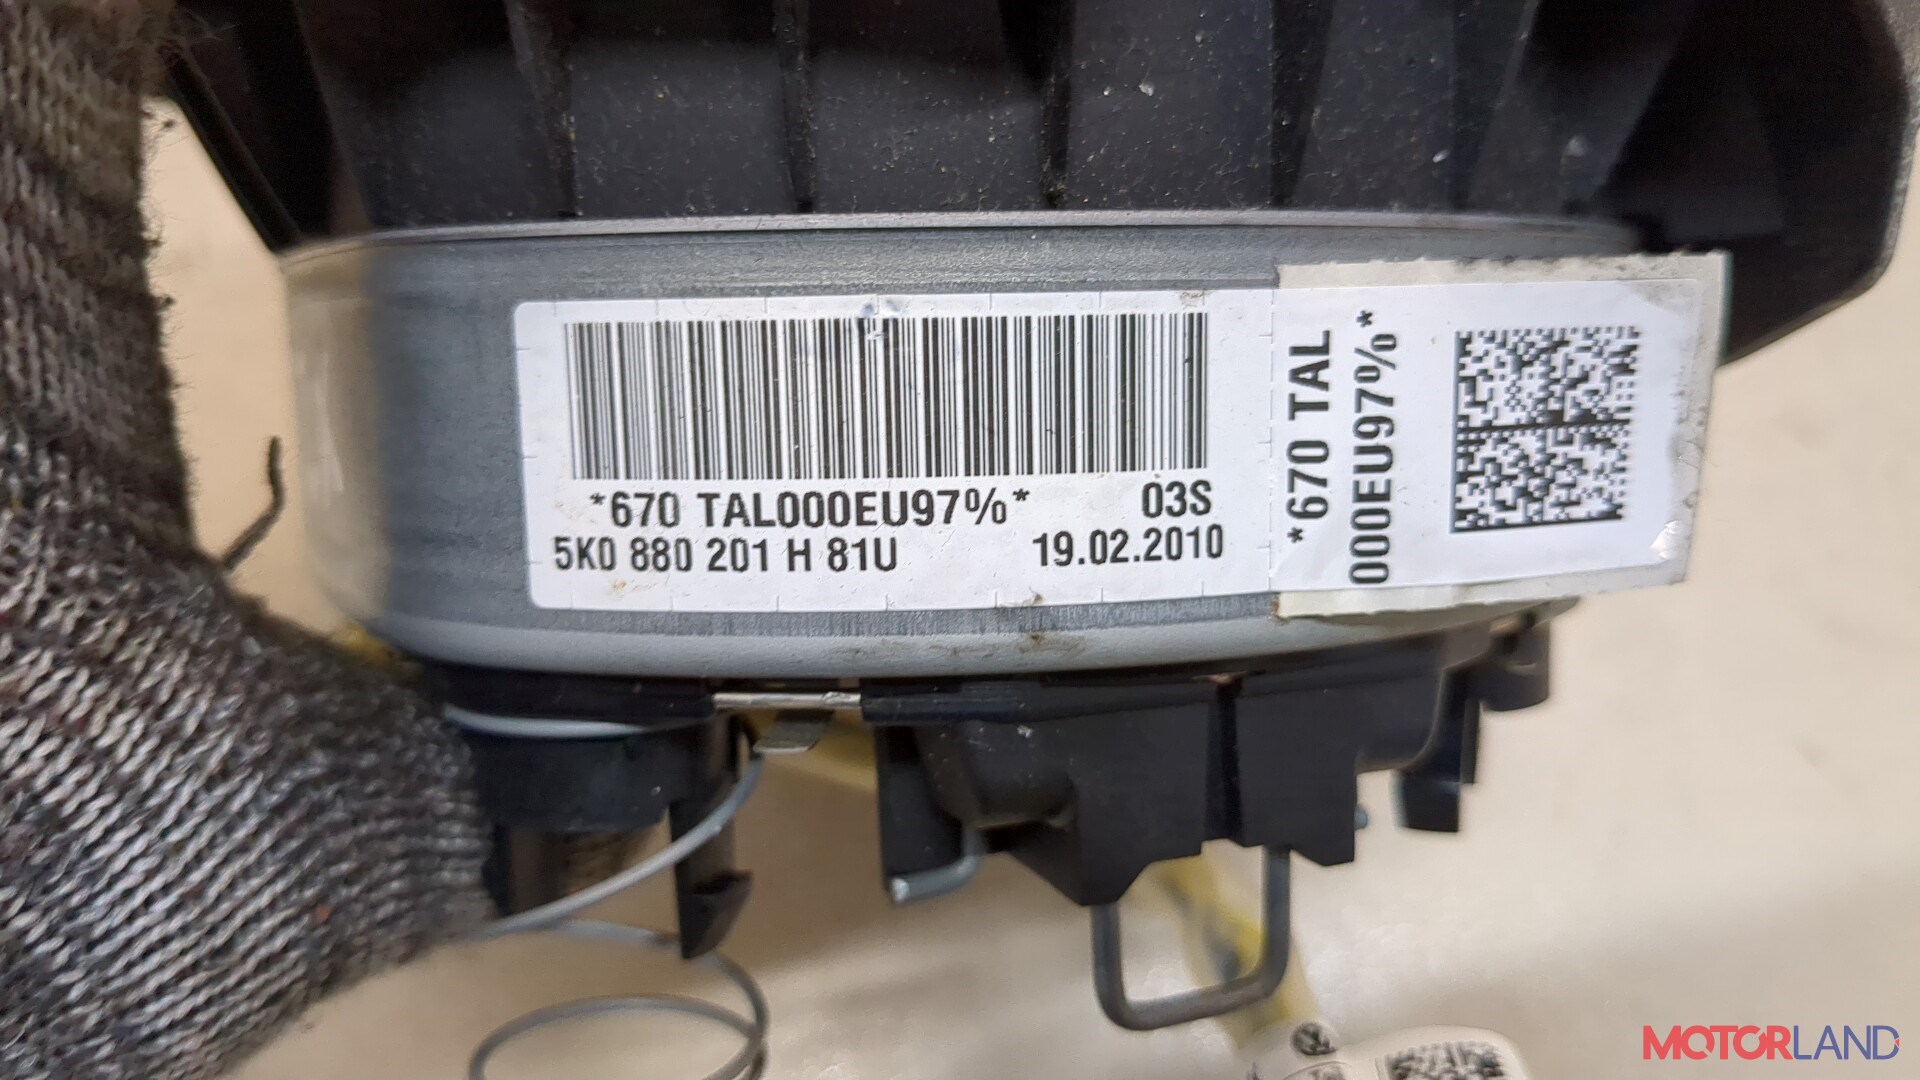 *670 TAL000EU97%* 03S
5K0 880 201 H 81U 19.02.2010
*670 TAL
000EU97%*
MOTORLAND